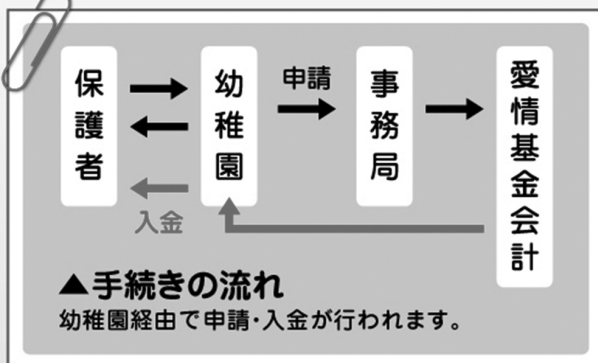 保護者
幼稚園
申請
事務局
愛情基金会計
入金
▲手続きの流れ
幼稚園経由で申請・入金が行われます。